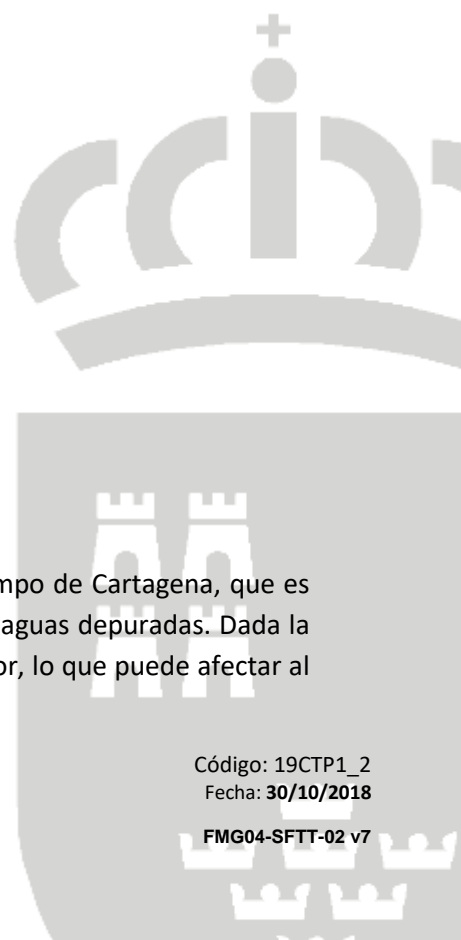 mpo de Cartagena, que es
aguas depuradas. Dada la
or, lo que puede afectar al
Código: 19CTP1_2
Fecha: 30/10/2018
FMG04-SFTT-02 v7